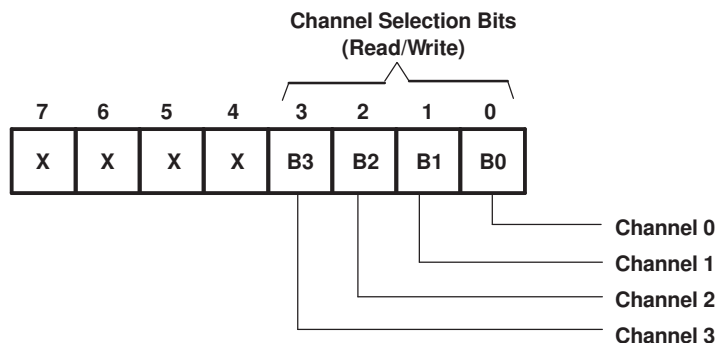 Channel Selection Bits
(Read/Write)
7 6 5 4 3 2 1 0
X X X X B3 B2 B1 B0
Channel 0
Channel 1
Channel 2
Channel 3